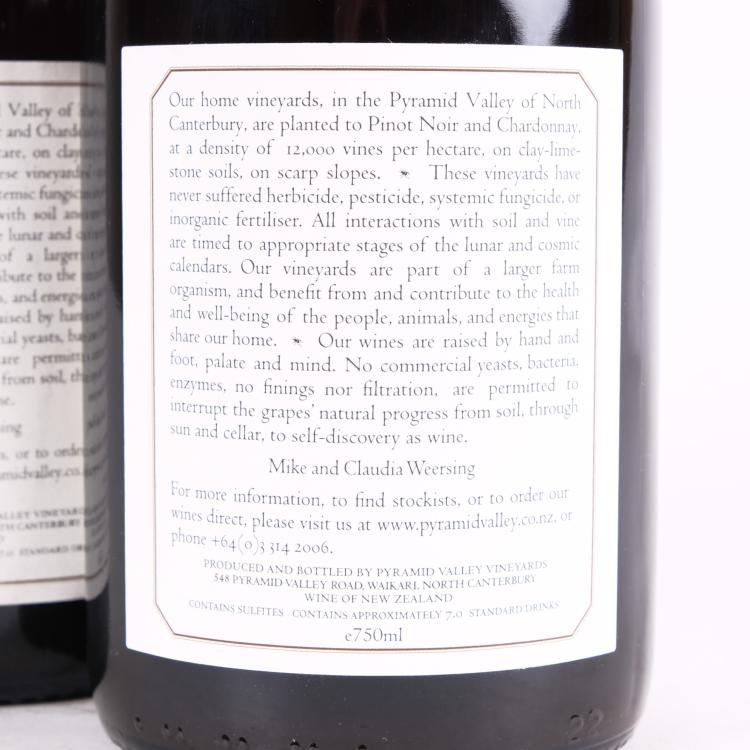 Our home vineyards, in the Pyramid Valley of North
Canterbury, are planted to Pinot Noir and Chardonnay,
at a density of 12,000 vines per hectare, on clay-lime-
stone soils, on scarp slopes. These vineyards have
never suffered herbicide, pesticide, systemic fungicide, or
inorganic fertiliser. All interactions with soil and vine
are timed to appropriate stages of the lunar and cosmic
calendars. Our vineyards are part of a larger farm
organism, and benefit from and contribute to the health
and well-being of the people, animals, and energies that
share our home. Our wines are raised by hand and
foot, palate and mind. No commercial yeasts, bacteria,
enzymes, no finings nor filtration, are permitted to
interrupt the grapes' natural progress from soil, through
sun and cellar, to self-discovery as wine.
Mike and Claudia Weersing
For more information, to find stockists, or to order our
wines direct, please visit us at www.pyramidvalley.co.nz, or
phone +64(0)3 314 2006.
PRODUCED AND BOTTLED BY PYRAMID VALLEY VINEYARDS
548 PYRAMID VALLEY ROAD, WAIKARI, NORTH CANTERBURY
WINE OF NEW ZEALAND
CONTAINS SULFITES CONTAINS APPROXIMATELY 7.0 STANDARD DRINKS
e750ml